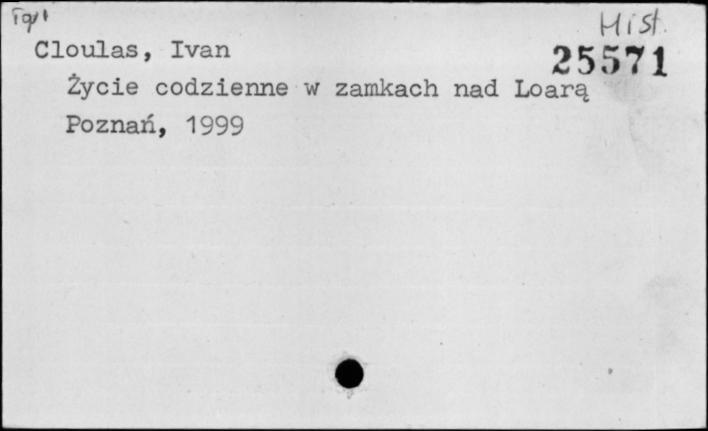 Hist.
Cloulas, Ivan
25571
Życie codzienne w zamkach nad Loarą
Poznań, 1999